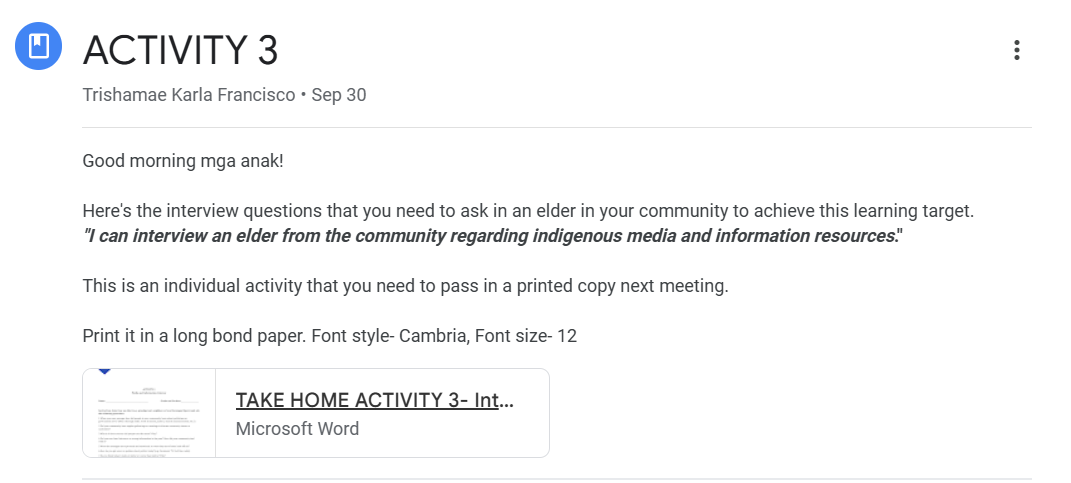 ACTIVITY 3
Trishamae Karla Francisco • Sep 30
Good morning mga anak!
Here's the interview questions that you need to ask in an elder in your community to achieve this learning target.
"I can interview an elder from the community regarding indigenous media and information resources."
This is an individual activity that you need to pass in a printed copy next meeting.
Print it in a long bond paper. Font style- Cambria, Font size- 12
TAKE HOME ACTIVITY 3- Int...
Microsoft Word